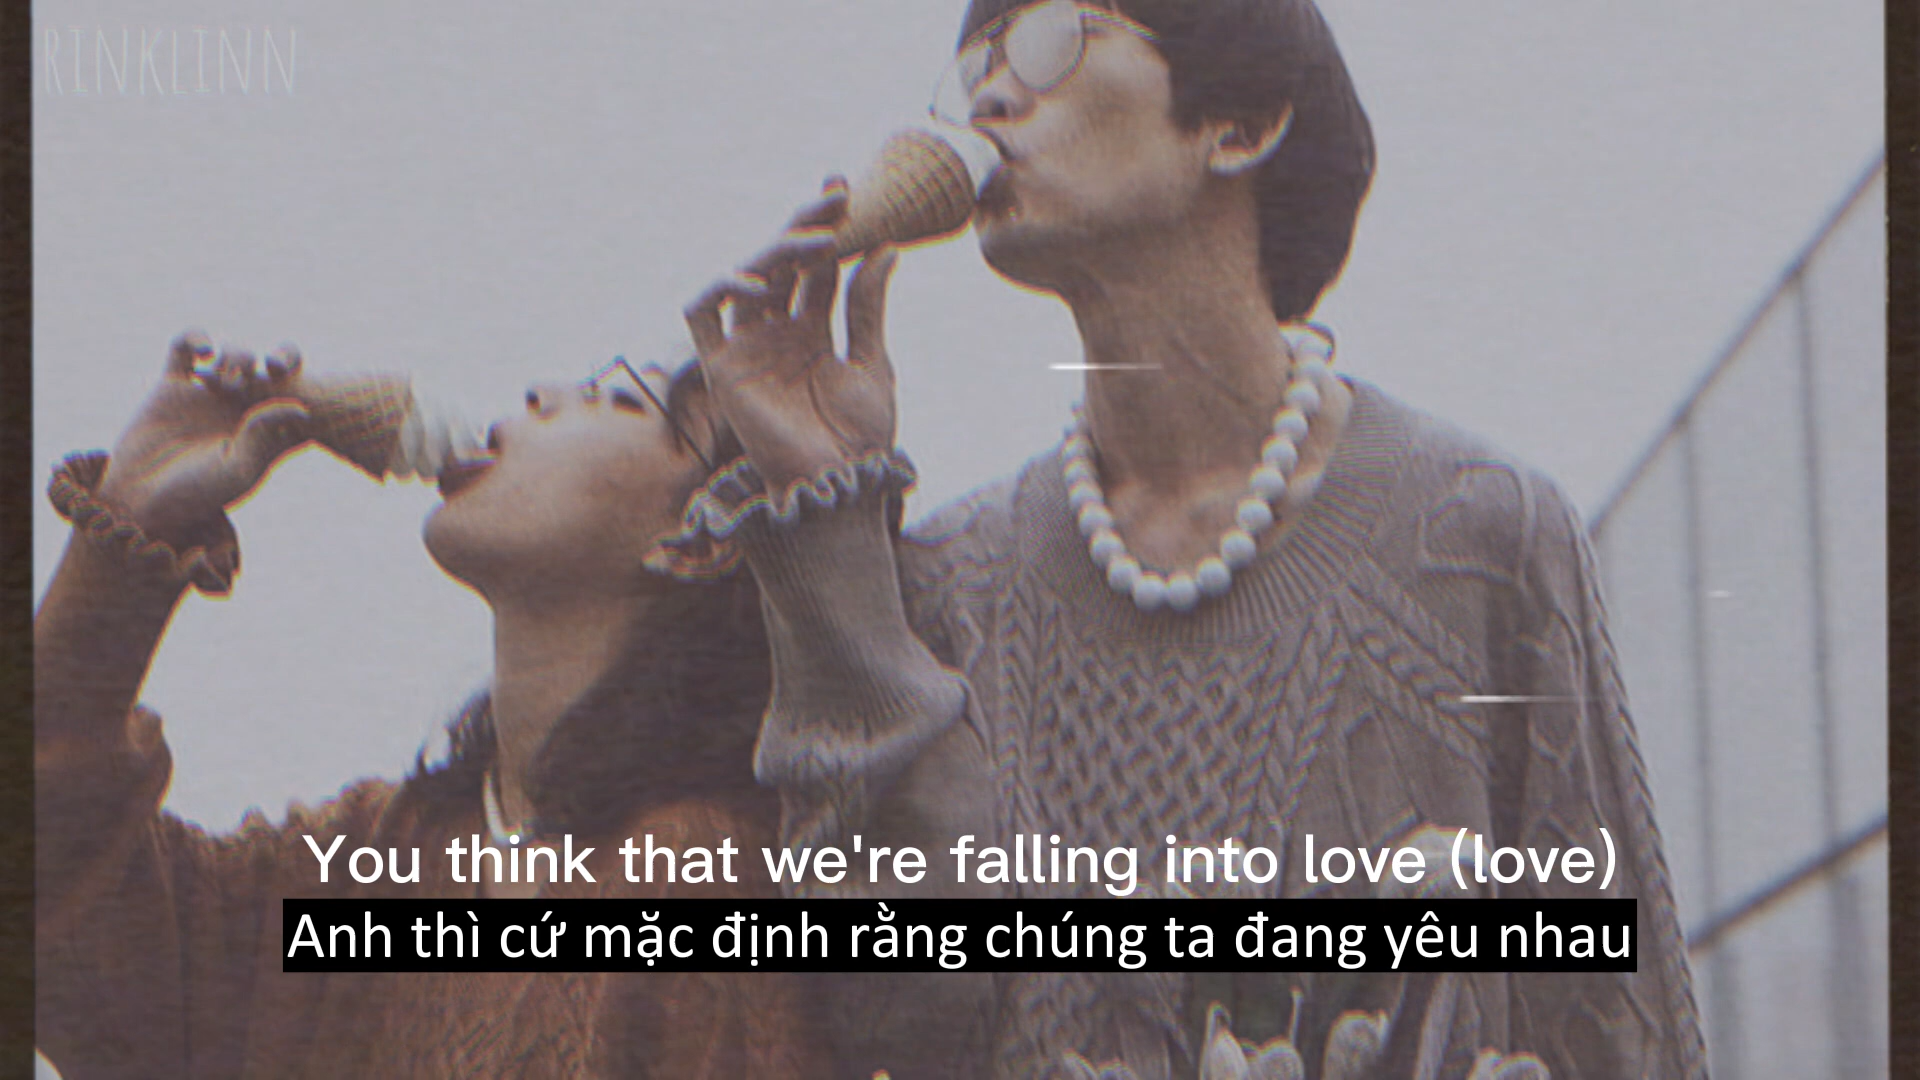 RINKLINN
You think that we're falling into love (love)
Anh thì cứ mặc định rằng chúng ta đang yêu nhau